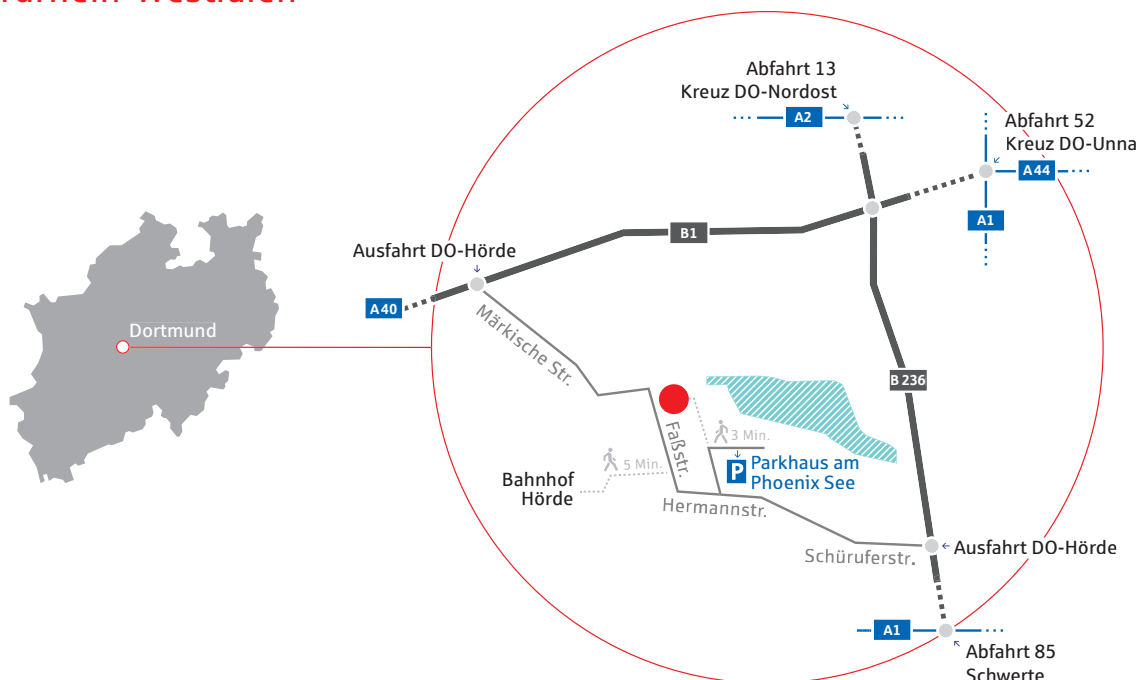 Abfahrt 13
Kreuz DO-Nordost
A2
Abfahrt 52
Kreuz DO-Unna
A44
A1
B1
Ausfahrt DO-Hörde
A40
Dortmund
Märkische Str.
B 236
Faßstr.
3 Min.
5 Min.
P
Parkhaus am
Phoenix See
Bahnhof
Hörde
Hermannstr.
Schüruferstr.
Ausfahrt DO-Hörde
A1
Abfahrt 85
Schwerte